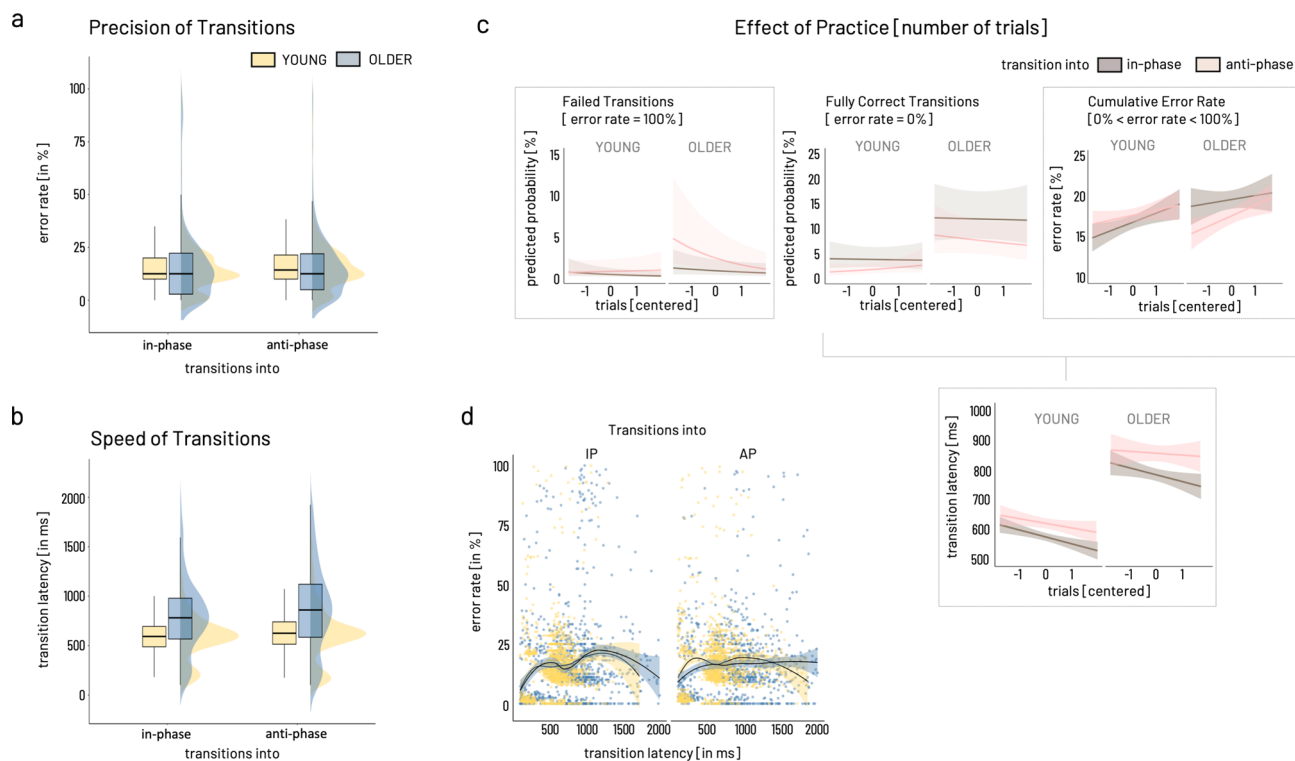 a
Precision of Transitions
YOUNG OLDER
error rate [in %]
100
75
50
25
0
in-phase anti-phase
transitions into
b
Speed of Transitions
transition latency [in ms]
2000
1500
1000
500
0
in-phase anti-phase
transitions into
c
Effect of Practice [number of trials]
transition into in-phase anti-phase
Failed Transitions
[ error rate = 100%]
predicted probability [%]
YOUNG OLDER
15
10
5
0
-1 0 1 -1 0 1
trials [centered]
Fully Correct Transitions
[ error rate = 0%]
predicted probability [%]
YOUNG OLDER
25
20
15
10
5
0
-1 0 1 -1 0 1
trials [centered]
Cumulative Error Rate
[0% < error rate < 100%]
error rate [%]
YOUNG OLDER
25
20
15
10
-1 0 1 -1 0 1
trials [centered]
transition latency [ms]
YOUNG OLDER
1000
900
800
700
600
500
-1 0 1 -1 0 1
trials [centered]
d
Transitions into
IP AP
error rate [in %]
100
75
50
25
0
500 1000 1500 2000 500 1000 1500 2000
transition latency [in ms]